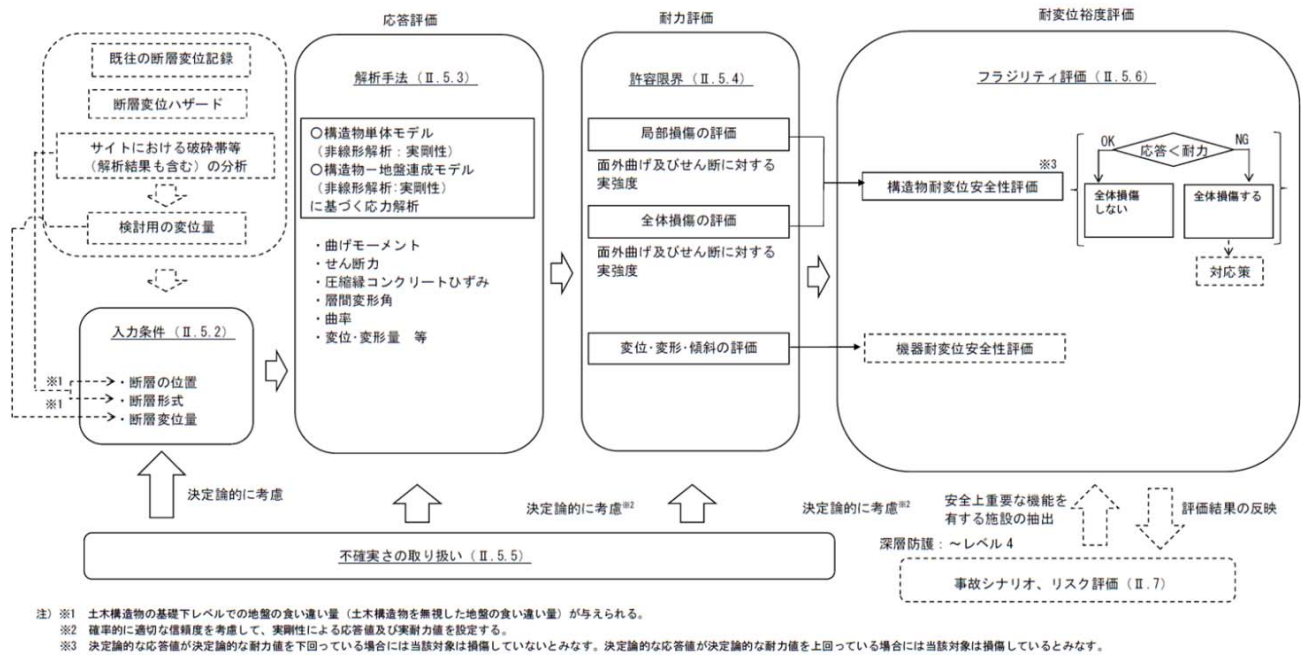 応答評価
耐力評価
耐変位裕度評価
既往の断層変位記録
断層変位ハザード
サイトにおける破砕帯等
(解析結果も含む)の分析
検討用の変位量
入力条件(Ⅱ.5.2)
※1
・断層の位置
・断層形式
※1
・断層変位量
解析手法(Ⅱ.5.3)
○構造物単体モデル
(非線形解析:実剛性)
○構造物ー地盤連成モデル
(非線形解析:実剛性)
に基づく応力解析
・曲げモーメント
・せん断力
・圧縮縁コンクリートひずみ
・層間変形角
・曲率
・変位・変形量 等
許容限界(Ⅱ.5.4)
局部損傷の評価
面外曲げ及びせん断に対する
実強度
全体損傷の評価
面外曲げ及びせん断に対する
実強度
変位・変形・傾斜の評価
フラジリティ評価(Ⅱ.5.6)
構造物耐変位安全性評価
※3
OK
応答<耐力
NG
全体損傷
しない
全体損傷する
対応策
機器耐変位安全性評価
決定論的に考慮
決定論的に考慮※2
決定論的に考慮※2
安全上重要な機能を
有する施設の抽出
評価結果の反映
深層防護:~レベル4
不確実さの取り扱い(Ⅱ.5.5)
事故シナリオ、リスク評価(Ⅱ.7)
注)※1 土木構造物の基礎下レベルでの地盤の食い違い量(土木構造物を無視した地盤の食い違い量)が与えられる。
※2 確率的に適切な信頼度を考慮して、実剛性による応答値及び実耐力値を設定する。
※3 決定論的な応答値が決定論的な耐力値を下回っている場合には当該対象は損傷していないとみなす。決定論的な応答値が決定論的な耐力値を上回っている場合には当該対象は損傷しているとみなす。